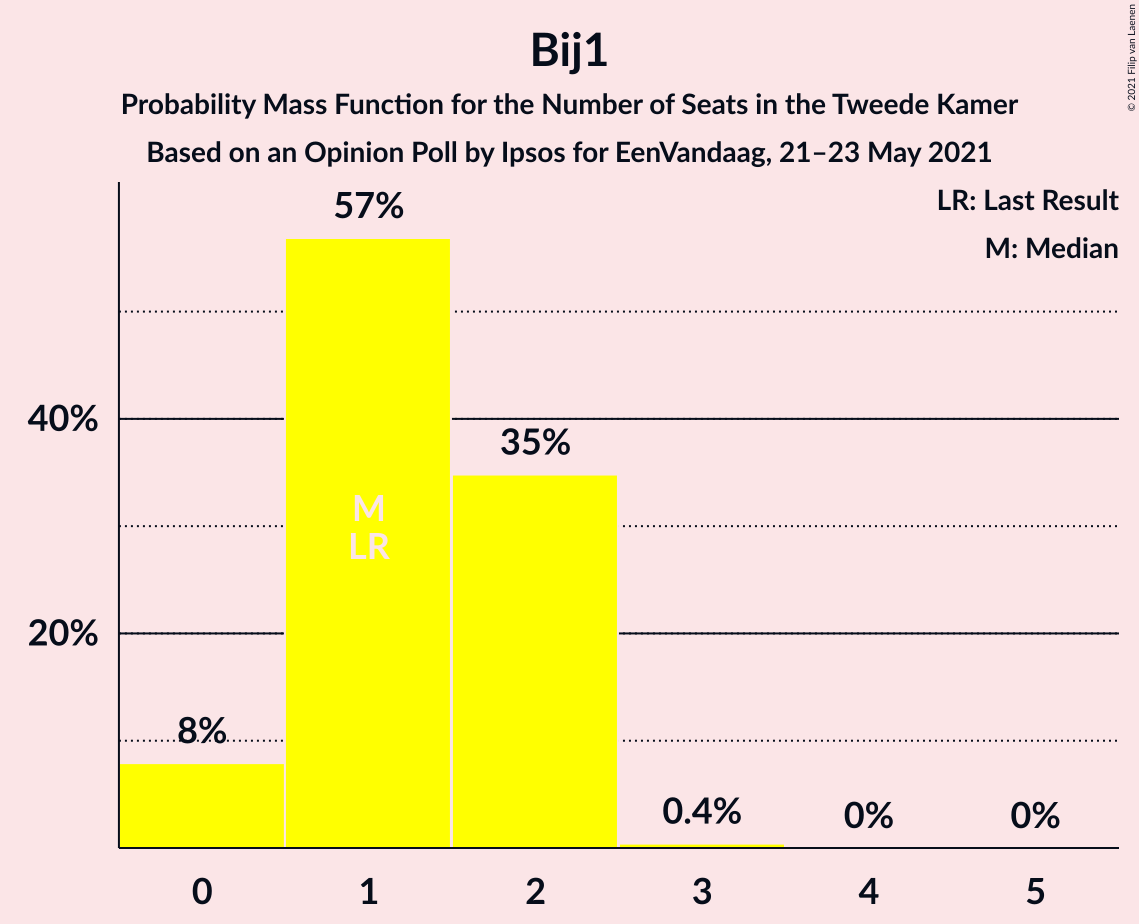 Bij1
Probability Mass Function for the Number of Seats in the Tweede Kamer
Based on an Opinion Poll by Ipsos for EenVandaag, 21–23 May 2021
© 2021 Filip van Laenen
LR: Last Result
M: Median
57%
40%
35%
M
LR
20%
8%
0.4%
0%
0%
0
1
2
3
4
5